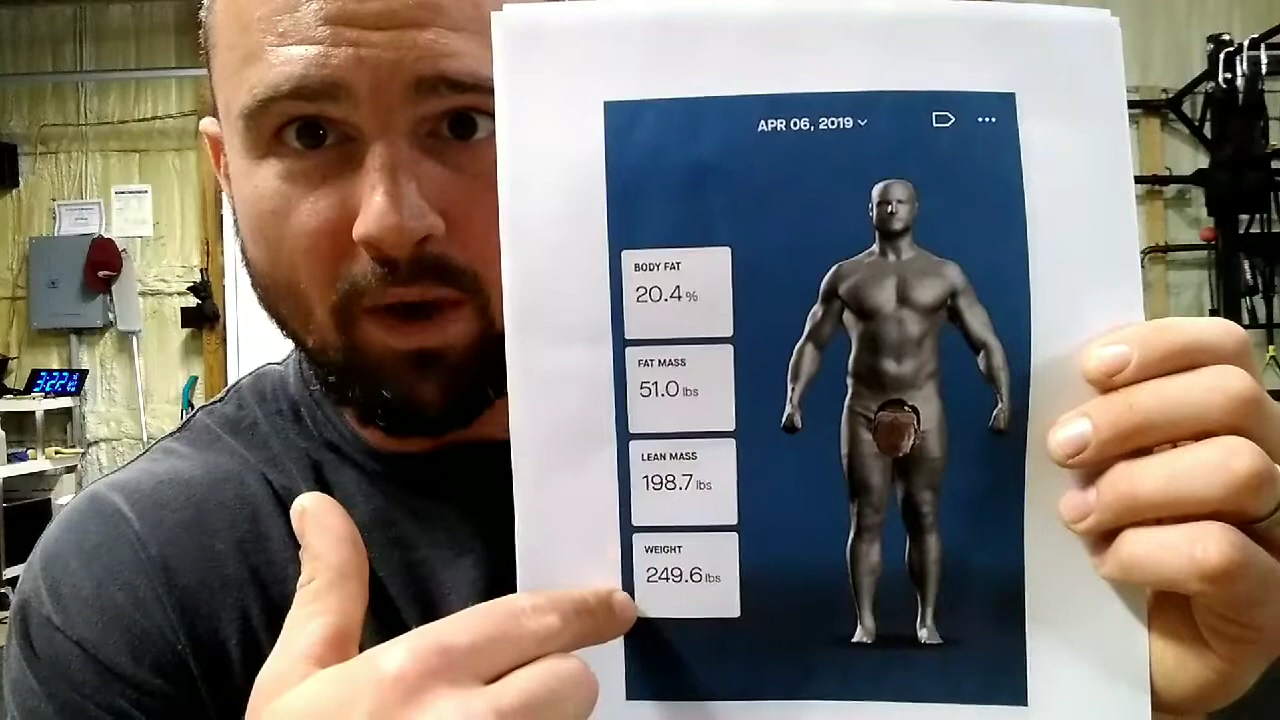 APR 06, 2019
BODY FAT
20.4 %
FAT MASS
51.0 lbs
LEAN MASS
198.7 lbs
WEIGHT
249.6 lbs